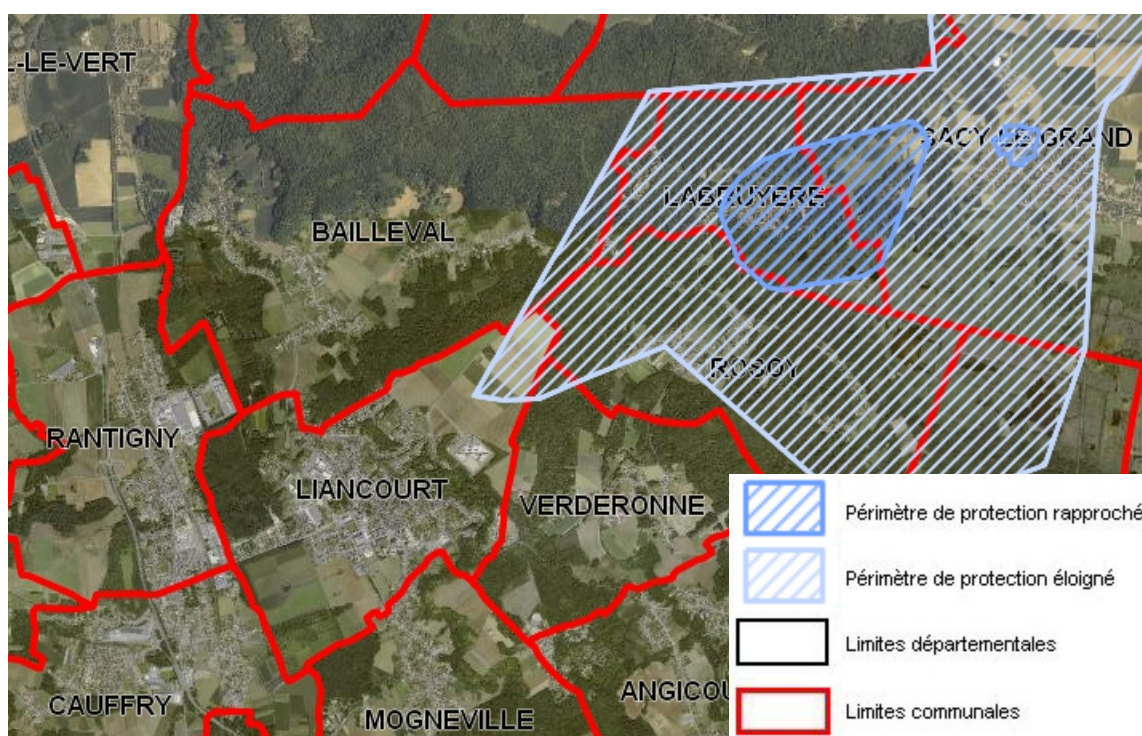 L-LE-VERT
SACY-LE-GRAND
LABRUYERE
BAILLEVAL
ROSOY
RANTIGNY
LIANCOURT
VERDERONNE
ANGICOU
CAUFFRY
MOGNEVILLE
Périmètre de protection rapproché
Périmètre de protection éloigné
Limites départementales
Limites communales